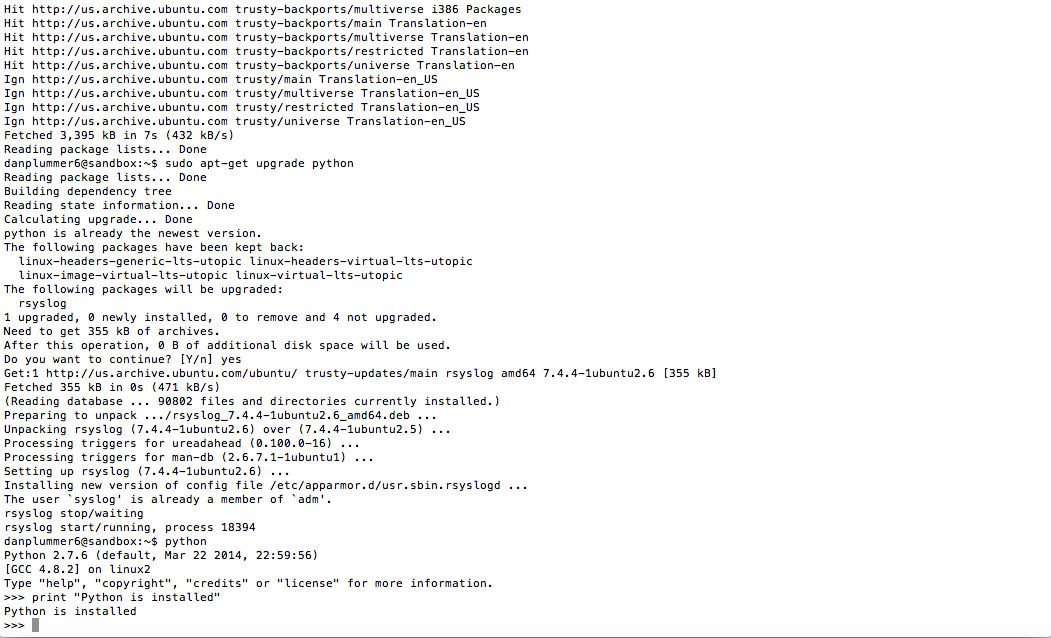 Hit http://us.archive.ubuntu.com trusty-backports/multiverse i386 Packages
Hit http://us.archive.ubuntu.com trusty-backports/main Translation-en
Hit http://us.archive.ubuntu.com trusty-backports/multiverse Translation-en
Hit http://us.archive.ubuntu.com trusty-backports/restricted Translation-en
Hit http://us.archive.ubuntu.com trusty-backports/universe Translation-en
Ign http://us.archive.ubuntu.com trusty/main Translation-en_US
Ign http://us.archive.ubuntu.com trusty/multiverse Translation-en_US
Ign http://us.archive.ubuntu.com trusty/restricted Translation-en_US
Ign http://us.archive.ubuntu.com trusty/universe Translation-en_US
Fetched 3,395 kB in 7s (432 kB/s)
Reading package lists... Done
danplummer6@sandbox:~$ sudo apt-get upgrade python
Reading package lists... Done
Building dependency tree
Reading state information... Done
Calculating upgrade... Done
python is already the newest version.
The following packages have been kept back:
  linux-headers-generic-lts-utopic linux-headers-virtual-lts-utopic
  linux-image-virtual-lts-utopic linux-virtual-lts-utopic
The following packages will be upgraded:
  rsyslog
1 upgraded, 0 newly installed, 0 to remove and 4 not upgraded.
Need to get 355 kB of archives.
After this operation, 0 B of additional disk space will be used.
Do you want to continue? [Y/n] yes
Get:1 http://us.archive.ubuntu.com/ubuntu/ trusty-updates/main rsyslog amd64 7.4.4-1ubuntu2.6 [355 kB]
Fetched 355 kB in 0s (471 kB/s)
(Reading database ... 90802 files and directories currently installed.)
Preparing to unpack .../rsyslog_7.4.4-1ubuntu2.6_amd64.deb ...
Unpacking rsyslog (7.4.4-1ubuntu2.6) over (7.4.4-1ubuntu2.5) ...
Processing triggers for ureadahead (0.100.0-16) ...
Processing triggers for man-db (2.6.7.1-1ubuntu1) ...
Setting up rsyslog (7.4.4-1ubuntu2.6) ...
Installing new version of config file /etc/apparmor.d/usr.sbin.rsyslogd ...
The user `syslog' is already a member of `adm'.
rsyslog stop/waiting
rsyslog start/running, process 18394
danplummer6@sandbox:~$ python
Python 2.7.6 (default, Mar 22 2014, 22:59:56)
[GCC 4.8.2] on linux2
Type "help", "copyright", "credits" or "license" for more information.
>>> print "Python is installed"
Python is installed
>>>